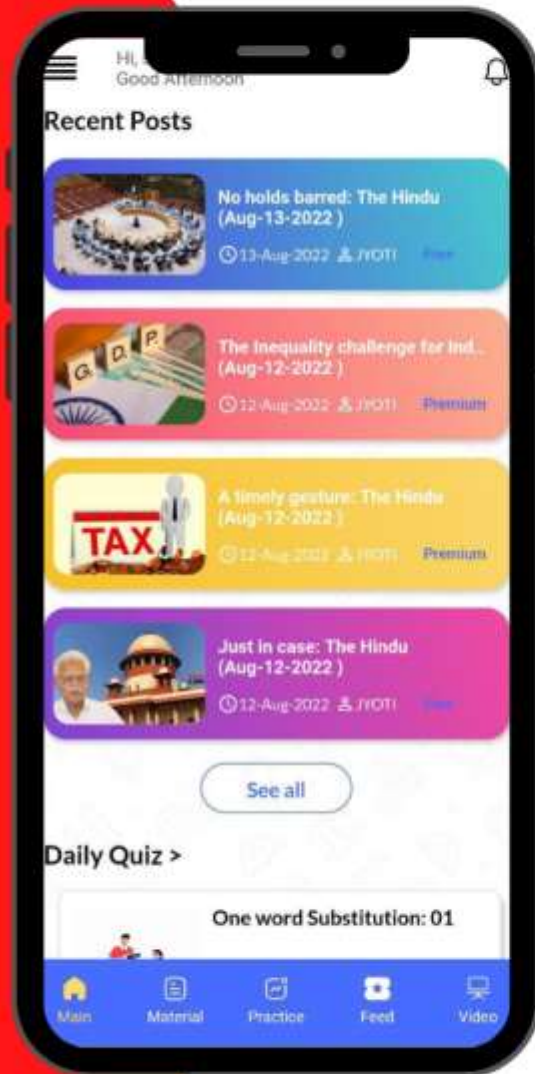 Hi,
Good Afternoon
Recent Posts
No holds barred: The Hindu
(Aug-13-2022 )
13-Aug-2022 JYOTI Free
G D P
The Inequality challenge for Ind..
(Aug-12-2022 )
12-Aug-2022 JYOTI Premium
TAX
A timely gesture: The Hindu
(Aug-12-2022 )
12-Aug-2022 JYOTI Premium
Just in case: The Hindu
(Aug-12-2022 )
12-Aug-2022 JYOTI Free
See all
Daily Quiz >
One word Substitution: 01
Main Material Practice Feed Video